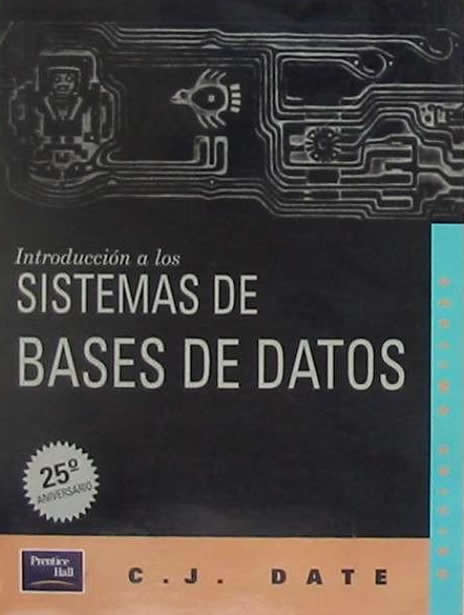 Introducción a los
SISTEMAS DE
BASES DE DATOS
25º
ANIVERSARIO
Prentice
Hall
C. J. DATE